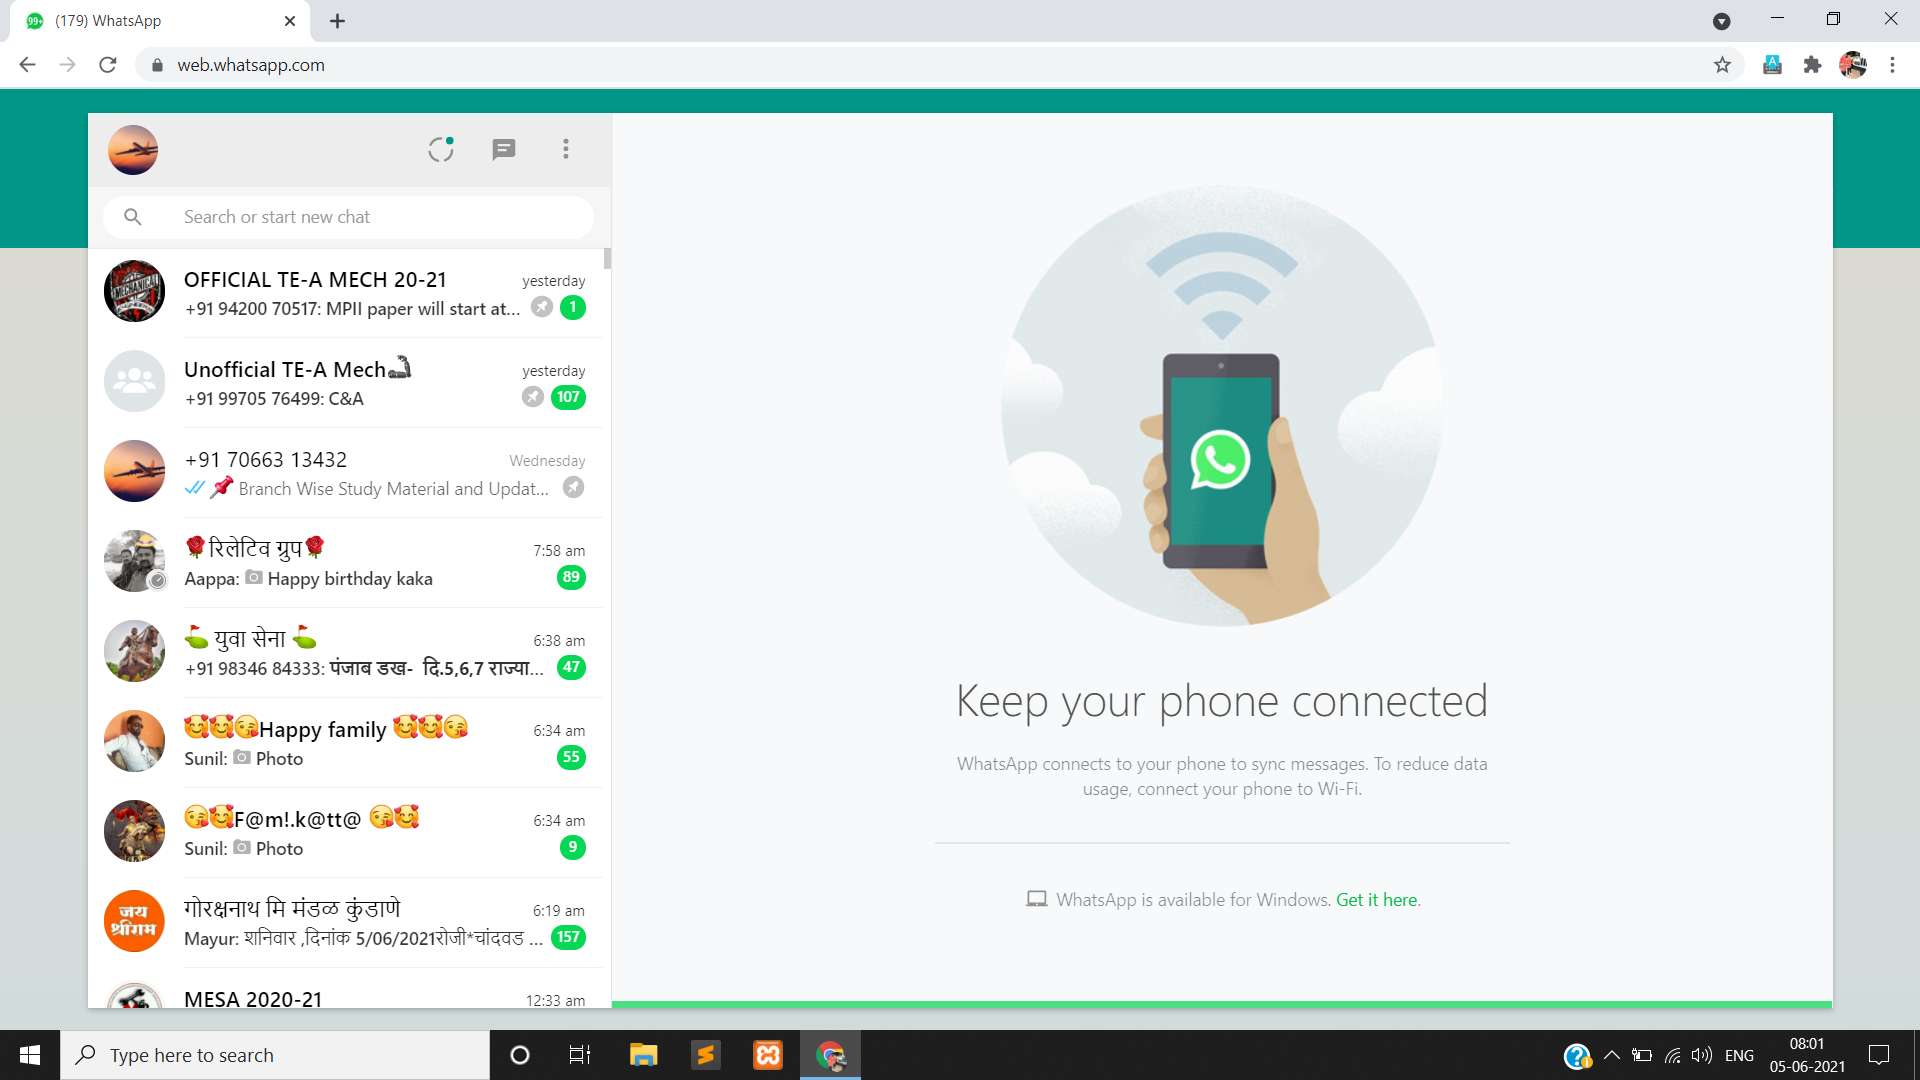 99+ (179) WhatsApp
web.whatsapp.com
Search or start new chat
OFFICIAL TE-A MECH 20-21 yesterday
+91 94200 70517: MPII paper will start at... 1
Unofficial TE-A Mech🦾 yesterday
+91 99705 76499: C&A 107
+91 70663 13432 Wednesday
📌 Branch Wise Study Material and Updat...
🌹रिलेटिव ग्रुप🌹 7:58 am
Aappa: Happy birthday kaka 89
⛳ युवा सेना ⛳ 6:38 am
+91 98346 84333: पंजाब डख- दि.5,6,7 राज्या... 47
🥰🥰😘Happy family 🥰🥰😘 6:34 am
Sunil: Photo 55
😘🥰F@m!.k@tt@ 😘🥰 6:34 am
Sunil: Photo 9
जय
श्रीराम
गोरक्षनाथ मि मंडळ कुंडाणे 6:19 am
Mayur: शनिवार ,दिनांक 5/06/2021रोजी*चांदवड ... 157
MESA 2020-21 12:33 am
Keep your phone connected
WhatsApp connects to your phone to sync messages. To reduce data
usage, connect your phone to Wi-Fi.
WhatsApp is available for Windows. Get it here.
Type here to search
ENG
08:01
05-06-2021